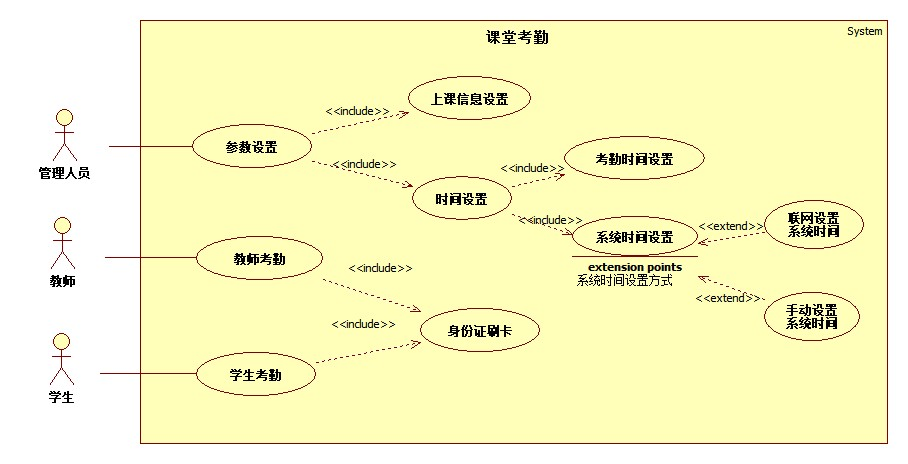 System
课堂考勤
上课信息设置
<<include>>
参数设置
<<include>>
管理人员
考勤时间设置
<<include>>
时间设置
<<include>>
系统时间设置
extension points
系统时间设置方式
联网设置
系统时间
<<extend>>
手动设置
系统时间
<<extend>>
教师考勤
<<include>>
教师
身份证刷卡
<<include>>
学生考勤
学生